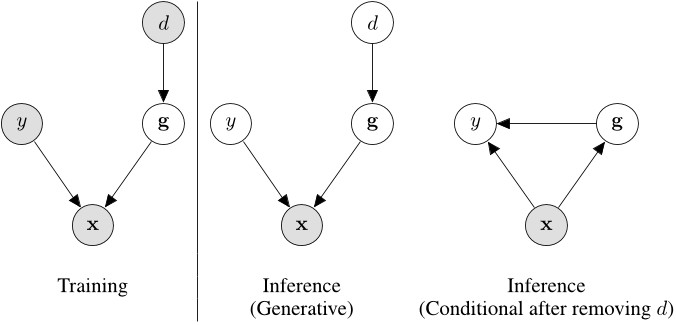 d
y
g
x
Training
d
y
g
x
Inference
(Generative)
y
g
x
Inference
(Conditional after removing d)